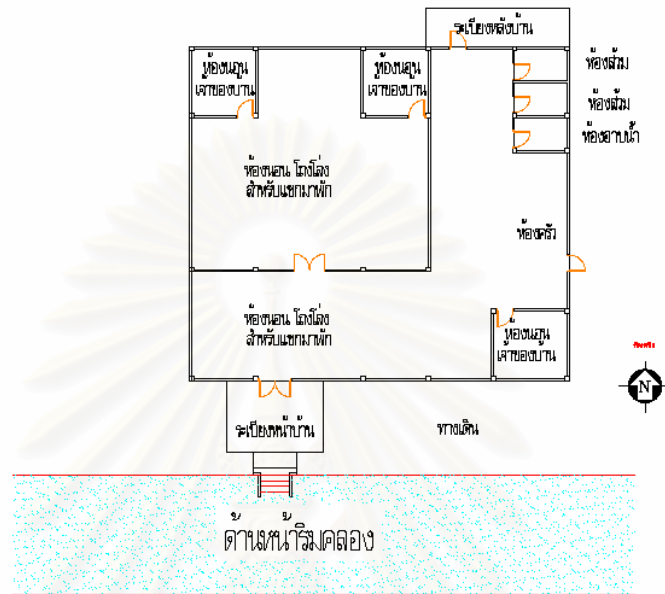 ระเบียงหลังบ้าน
ห้องนอน
เจ้าของบ้าน
ห้องนอน
เจ้าของบ้าน
ห้องส้วม
ห้องส้วม
ห้องอาบน้ำ
ห้องนอน โถงโล่ง
สำหรับแขกมาพัก
ห้องครัว
ห้องนอน โถงโล่ง
สำหรับแขกมาพัก
ห้องนอน
เจ้าของบ้าน
N
ระเบียงหน้าบ้าน
ทางเดิน
ด้านหน้าริมคลอง